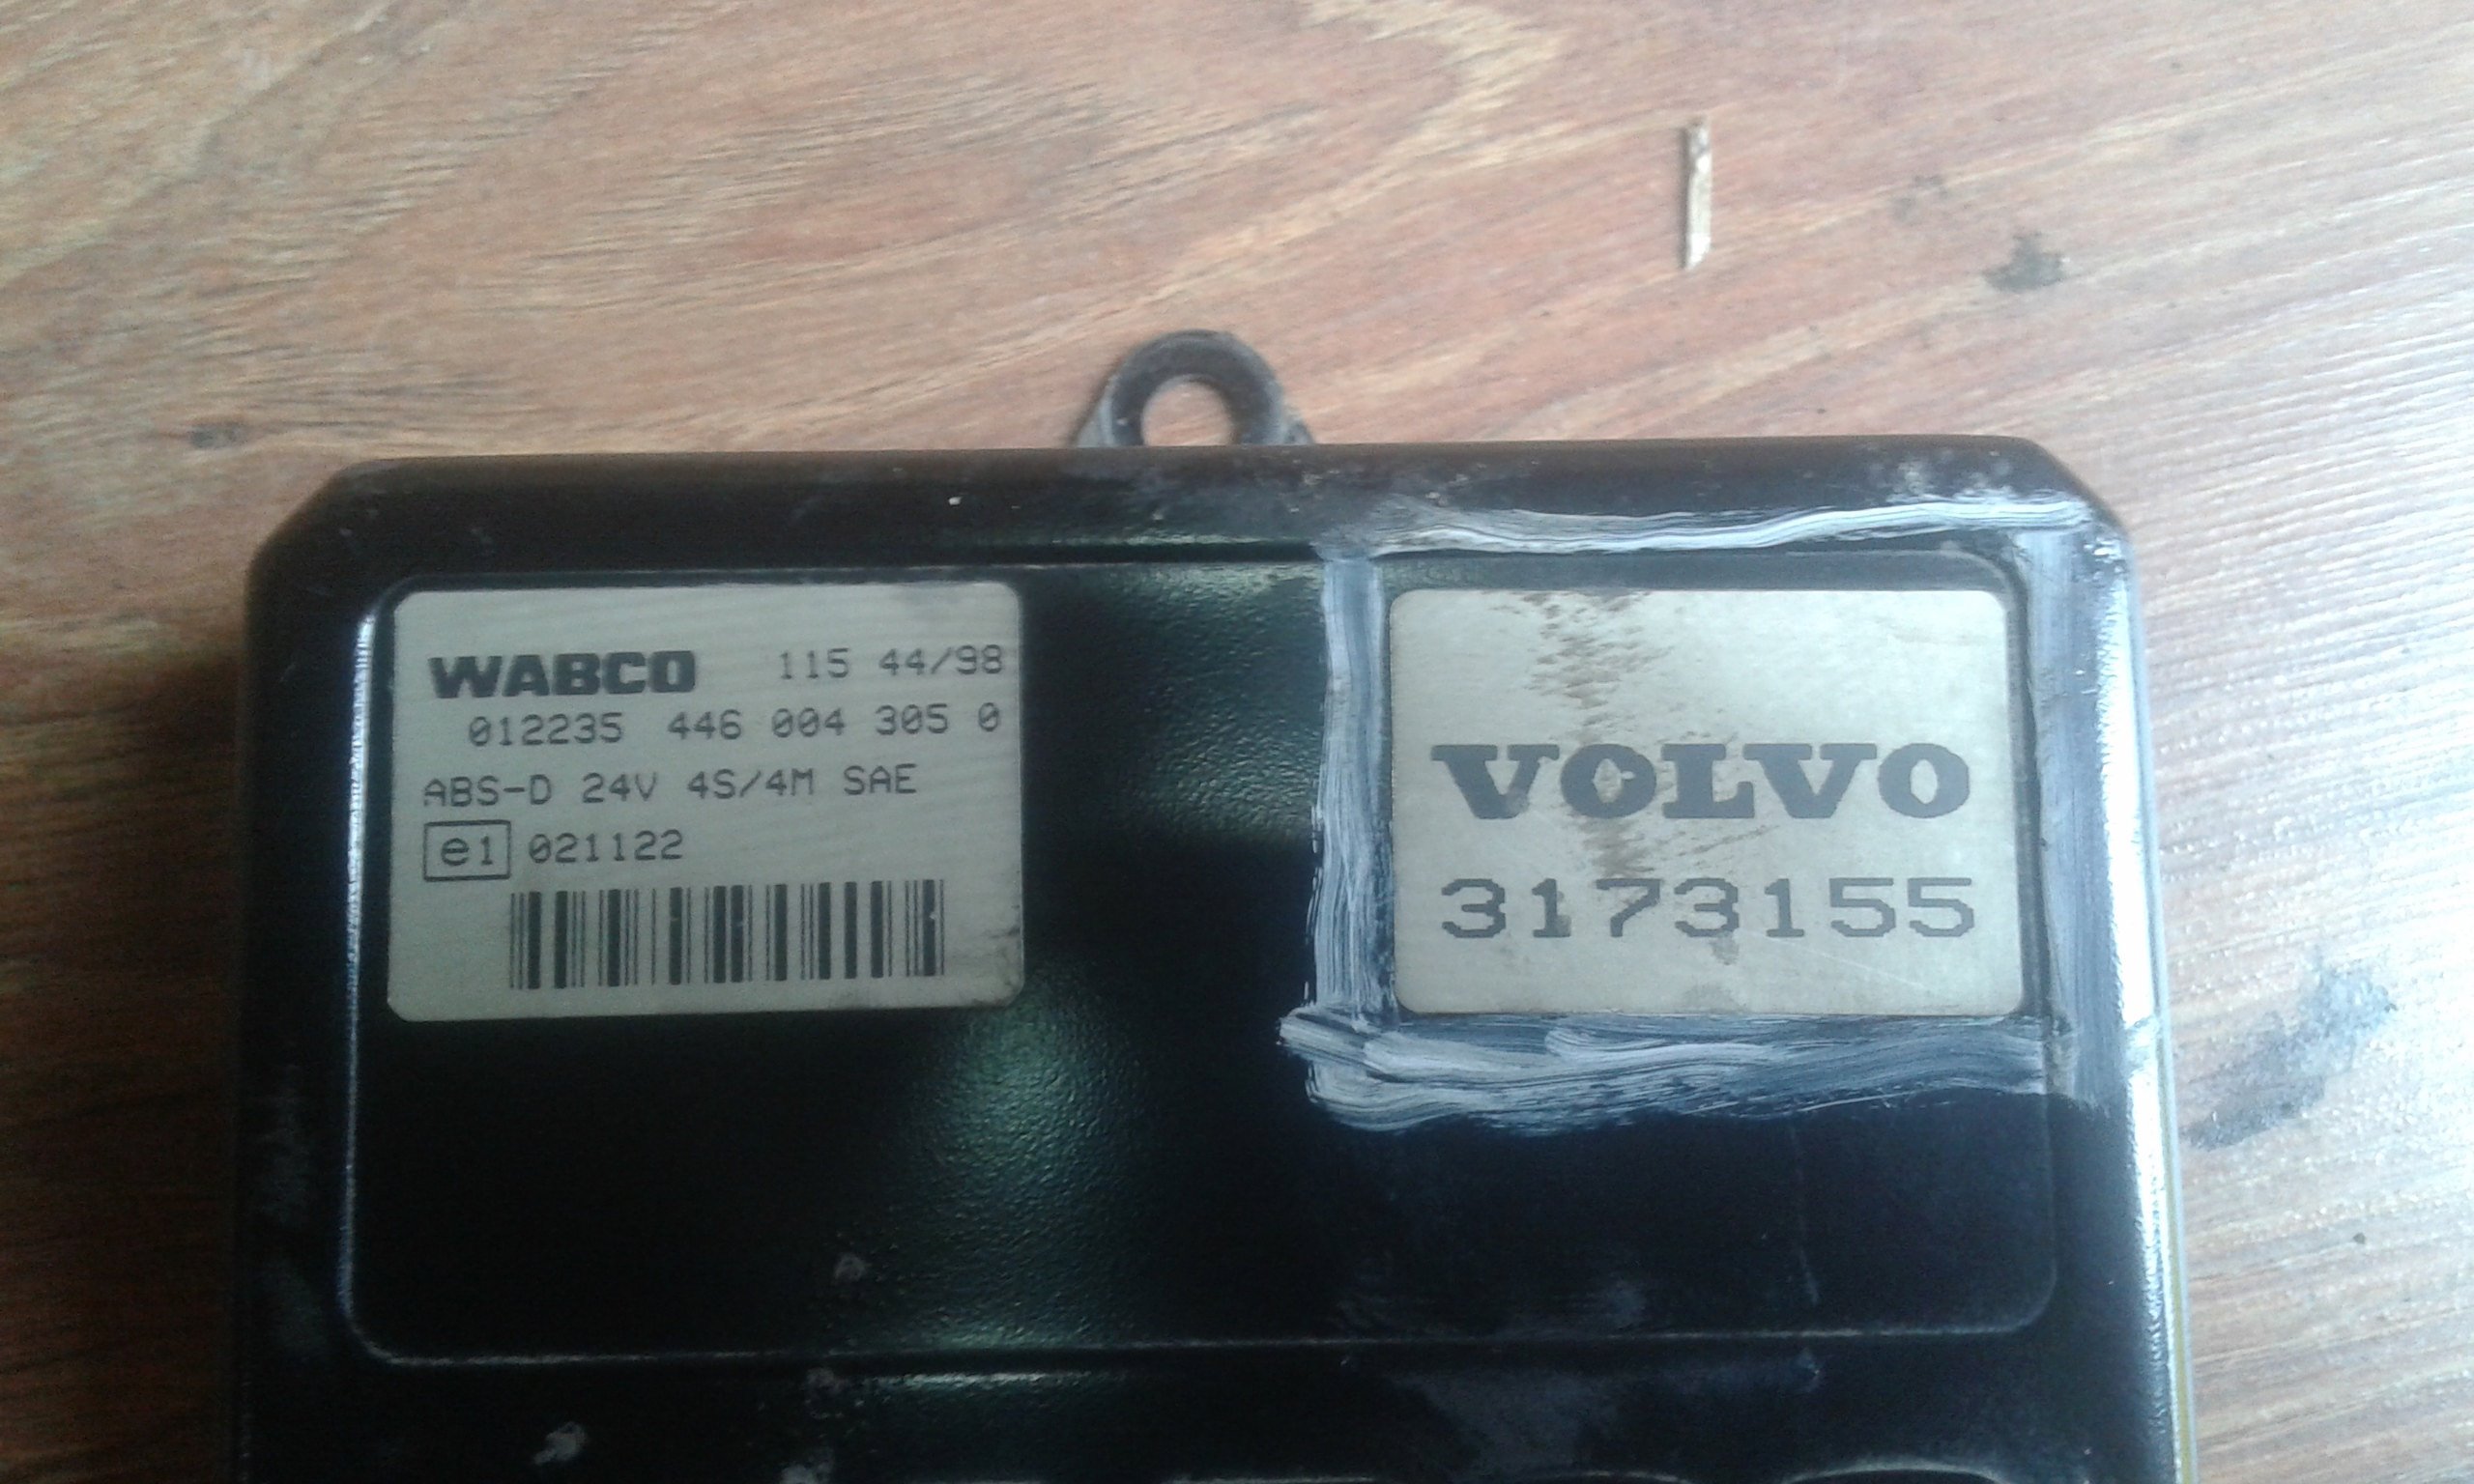 WABCO 115 44/98
012235 446 004 305 0
ABS-D 24V 4S/4M SAE
e1 021122
VOLVO
3173155